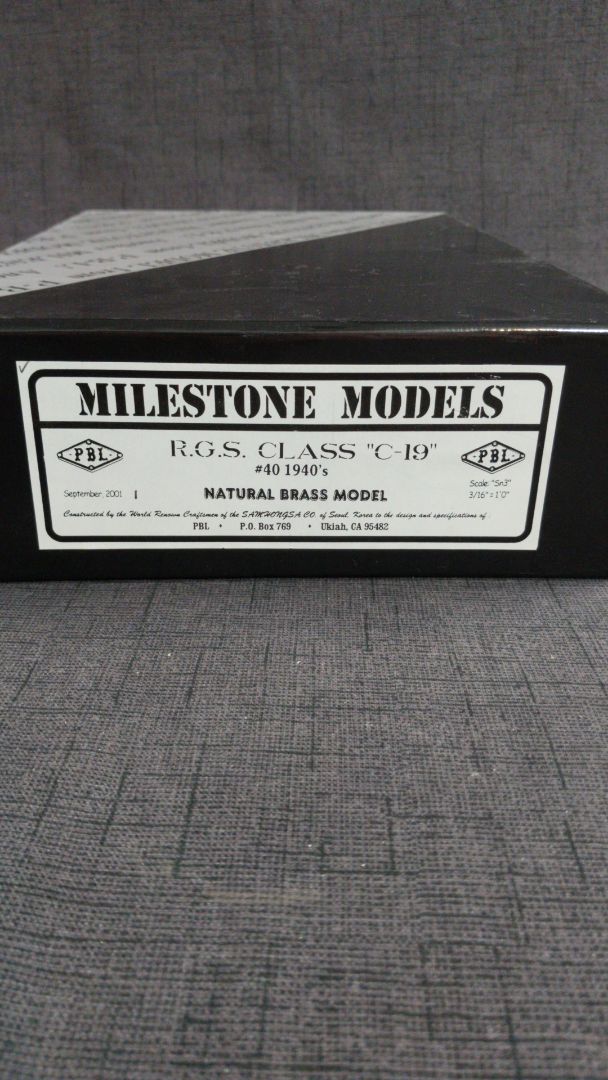 MILESTONE MODELS
PBL R.G.S. CLASS "C-19" PBL
#40 1940's
Scale: "Sn3"
September, 2001 1 NATURAL BRASS MODEL 3/16" = 1'0"
Constructed by the World Renown Craftsmen of the SAMHONGSA CO. of Seoul, Korea to the design and specifications of
PBL • P.O. Box 769 • Ukiah, CA 95482